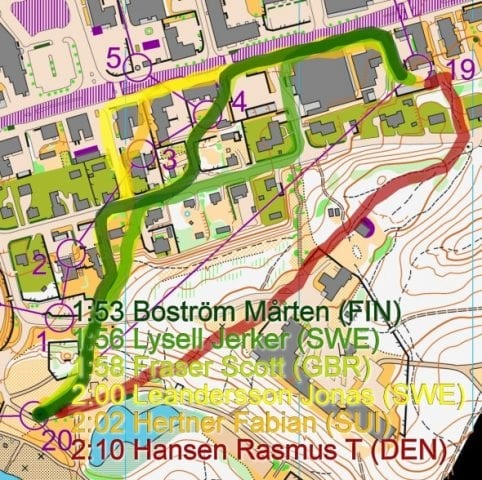 5
19
4
3
2
1:53 Boström Mårten (FIN)
1:56 Lysell Jerker (SWE)
1
1:58 Fraser Scott (GBR)
2:00 Leandersson Jonas (SWE)
20
2:02 Hertner Fabian (SUI)
2:10 Hansen Rasmus T (DEN)